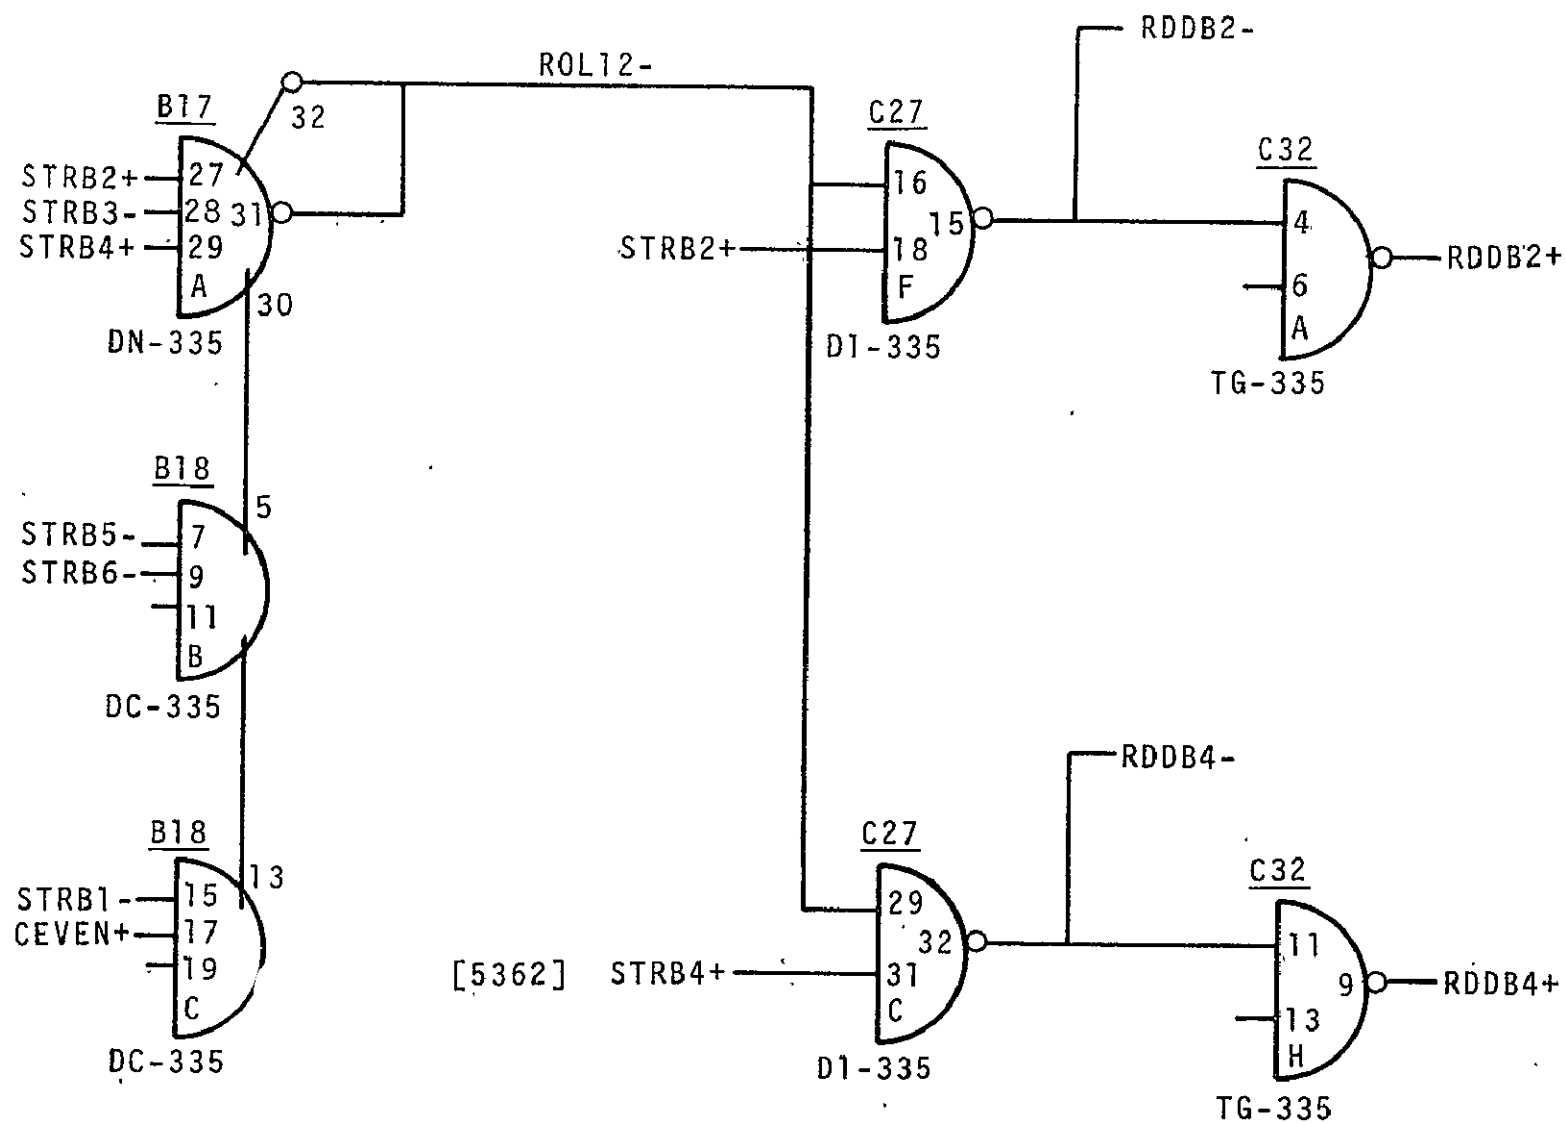 RDDB2-
ROL12-
B17
32
C27
C32
STRB2+
27
16
STRB3-
28
31
15
4
STRB4+
29
STRB2+
18
RDDB2+
A
30
F
6
A
DN-335
D1-335
TG-335
B18
5
STRB5-
7
STRB6-
9
11
B
DC-335
RDDB4-
B18
13
C27
C32
STRB1-
15
29
CEVEN+
17
32
11
19
[5362]
STRB4+
31
9
RDDB4+
C
C
13
H
DC-335
D1-335
TG-335